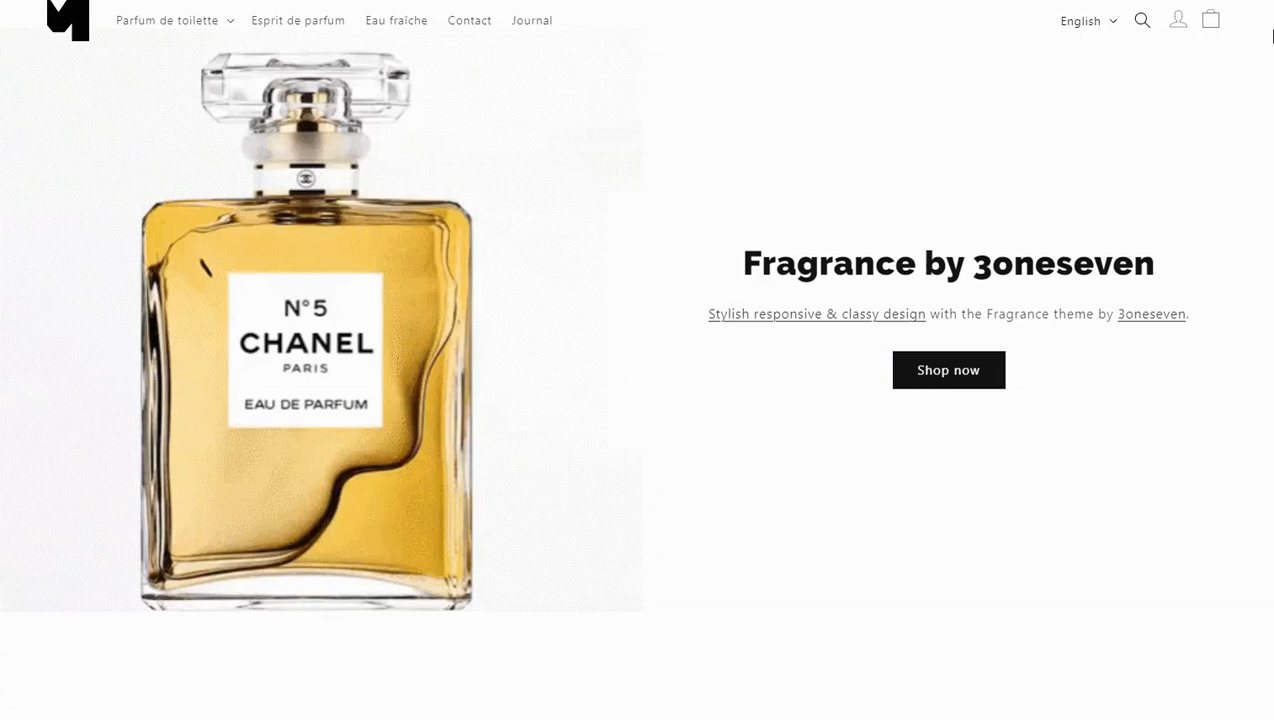 Parfum de toilette
Esprit de parfum
Eau fraîche
Contact
Journal
English
N°5
CHANEL
PARIS
EAU DE PARFUM
Fragrance by 3oneseven
Stylish responsive & classy design with the Fragrance theme by 3oneseven.
Shop now